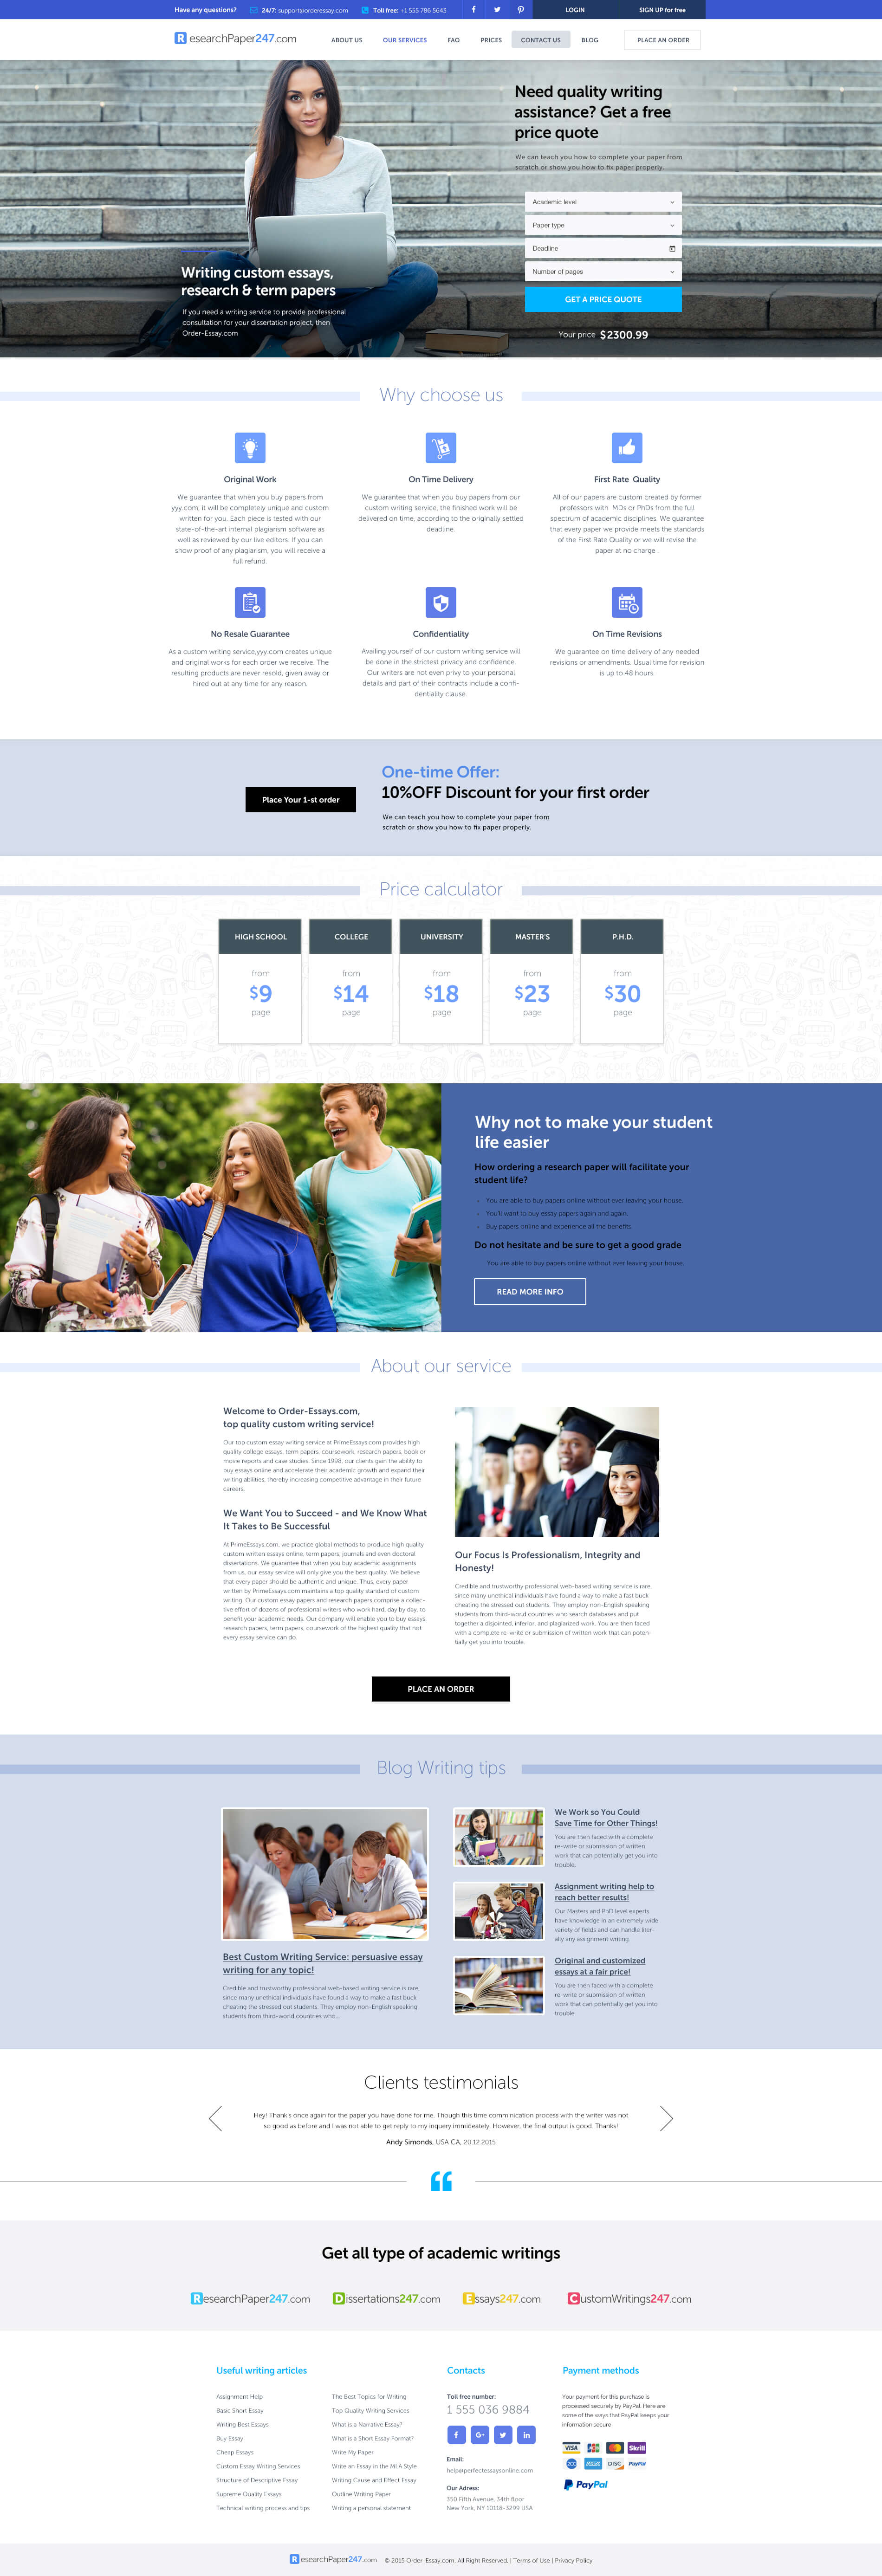 Have any questions?
24/7: support@orderessay.com
Toll free: +1 555 786 5643
LOGIN
SIGN UP for free
ResearchPaper247.com
ABOUT US
OUR SERVICES
FAQ
PRICES
CONTACT US
BLOG
PLACE AN ORDER
Need quality writing
assistance? Get a free
price quote
We can teach you how to complete your paper from
scratch or show you how to fix paper properly.
Academic level
Paper type
Deadline
Number of pages
GET A PRICE QUOTE
Your price $2300.99
Writing custom essays,
research & term papers
If you need a writing service to provide professional
consultation for your dissertation project, then
Order-Essay.com
Why choose us
Original Work
We guarantee that when you buy papers from
yyy.com, it will be completely unique and custom
written for you. Each piece is tested with our
state-of-the-art internal plagiarism software as
well as reviewed by our live editors. If you can
show proof of any plagiarism, you will receive a
full refund.
On Time Delivery
We guarantee that when you buy papers from our
custom writing service, the finished work will be
delivered on time, according to the originally settled
deadline.
First Rate Quality
All of our papers are custom created by former
professors with MDs or PhDs from the full
spectrum of academic disciplines. We guarantee
that every paper we provide meets the standards
of the First Rate Quality or we will revise the
paper at no charge .
No Resale Guarantee
As a custom writing service,yyy.com creates unique
and original works for each order we receive. The
resulting products are never resold, given away or
hired out at any time for any reason.
Confidentiality
Availing yourself of our custom writing service will
be done in the strictest privacy and confidence.
Our writers are not even privy to your personal
details and part of their contracts include a confi-
dentiality clause.
On Time Revisions
We guarantee on time delivery of any needed
revisions or amendments. Usual time for revision
is up to 48 hours.
Place Your 1-st order
One-time Offer:
10%OFF Discount for your first order
We can teach you how to complete your paper from
scratch or show you how to fix paper properly.
Price calculator
HIGH SCHOOL
from
$9
page
COLLEGE
from
$14
page
UNIVERSITY
from
$18
page
MASTER'S
from
$23
page
P.H.D.
from
$30
page
Why not to make your student
life easier
How ordering a research paper will facilitate your
student life?
You are able to buy papers online without ever leaving your house.
You'll want to buy essay papers again and again.
Buy papers online and experience all the benefits.
Do not hesitate and be sure to get a good grade
You are able to buy papers online without ever leaving your house.
READ MORE INFO
About our service
Welcome to Order-Essays.com,
top quality custom writing service!
Our top custom essay writing service at PrimeEssays.com provides high
quality college essays, term papers, coursework, research papers, book or
movie reports and case studies. Since 1998, our clients gain the ability to
buy essays online and accelerate their academic growth and expand their
writing abilities, thereby increasing competitive advantage in their future
careers.
We Want You to Succeed - and We Know What
It Takes to Be Successful
At PrimeEssays.com, we practice global methods to produce high quality
custom written essays online, term papers, journals and even doctoral
dissertations. We guarantee that when you buy academic assignments
from us, our essay service will only give you the best quality. We believe
that every paper should be authentic and unique. Thus, every paper
written by PrimeEssays.com maintains a top quality standard of custom
writing. Our custom essay papers and research papers comprise a collec-
tive effort of dozens of professional writers who work hard, day by day, to
benefit your academic needs. Our company will enable you to buy essays,
research papers, term papers, coursework of the highest quality that not
every essay service can do.
Our Focus Is Professionalism, Integrity and
Honesty!
Credible and trustworthy professional web-based writing service is rare,
since many unethical individuals have found a way to make a fast buck
cheating the stressed out students. They employ non-English speaking
students from third-world countries who search databases and put
together a disjointed, inferior, and plagiarized work. You are then faced
with a complete re-write or submission of written work that can poten-
tially get you into trouble.
PLACE AN ORDER
Blog Writing tips
Best Custom Writing Service: persuasive essay
writing for any topic!
Credible and trustworthy professional web-based writing service is rare,
since many unethical individuals have found a way to make a fast buck
cheating the stressed out students. They employ non-English speaking
students from third-world countries who...
We Work so You Could
Save Time for Other Things!
You are then faced with a complete
re-write or submission of written
work that can potentially get you into
trouble.
Assignment writing help to
reach better results!
Our Masters and PhD level experts
have knowledge in an extremely wide
variety of fields and can handle liter-
ally any assignment writing.
Original and customized
essays at a fair price!
You are then faced with a complete
re-write or submission of written
work that can potentially get you into
trouble.
Clients testimonials
Hey! Thank's once again for the paper you have done for me. Though this time comminication process with the writer was not
so good as before and I was not able to get reply to my inquery immideately. However, the final output is good. Thanks!
Andy Simonds, USA CA, 20.12.2015
Get all type of academic writings
ResearchPaper247.com
Dissertations247.com
Essays247.com
CustomWritings247.com
Useful writing articles
Assignment Help
Basic Short Essay
Writing Best Essays
Buy Essay
Cheap Essays
Custom Essay Writing Services
Structure of Descriptive Essay
Supreme Quality Essays
Technical writing process and tips
The Best Topics for Writing
Top Quality Writing Services
What is a Narrative Essay?
What is a Short Essay Format?
Write My Paper
Write an Essay in the MLA Style
Writing Cause and Effect Essay
Outline Writing Paper
Writing a personal statement
Contacts
Toll free number:
1 555 036 9884
Email:
help@perfectessaysonline.com
Our Adress:
350 Fifth Avenue, 34th floor
New York, NY 10118-3299 USA
Payment methods
Your payment for this purchase is
processed securely by PayPal. Here are
some of the ways that PayPal keeps your
information secure.
VISA
JCB
Skrill
DISC
PayPal
PayPal
ResearchPaper247.com
© 2015 Order-Essay.com. All Right Reserved. | Terms of Use | Privacy Policy